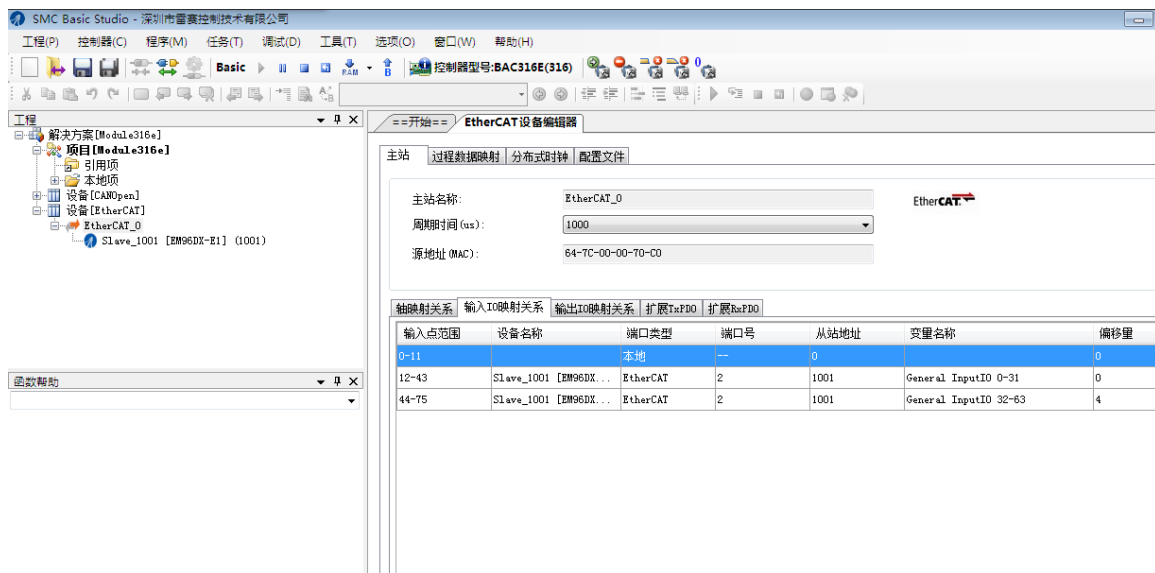 SMC Basic Studio - 深圳市雷赛控制技术有限公司
工程(P) 控制器(C) 程序(M) 任务(T) 调试(D) 工具(T) 选项(O) 窗口(W) 帮助(H)
Basic RAM B 控制器型号:BAC316E(316)
工程
解决方案[Module316e]
项目[Module316e]
引用项
本地项
设备[CANOpen]
设备[EtherCAT]
EtherCAT_0
Slave_1001 [EM96DX-E1] (1001)
函数帮助
==开始== EtherCAT设备编辑器
主站 过程数据映射 分布式时钟 配置文件
主站名称: EtherCAT_0 EtherCAT
周期时间(us): 1000
源地址(MAC): 64-7C-00-00-70-C0
轴映射关系 输入IO映射关系 输出IO映射关系 扩展TxPDO 扩展RxPDO
输入点范围 设备名称 端口类型 端口号 从站地址 变量名称 偏移量
0-11 本地 -- 0 0
12-43 Slave_1001 [EM96DX... EtherCAT 2 1001 General InputIO 0-31 0
44-75 Slave_1001 [EM96DX... EtherCAT 2 1001 General InputIO 32-63 4